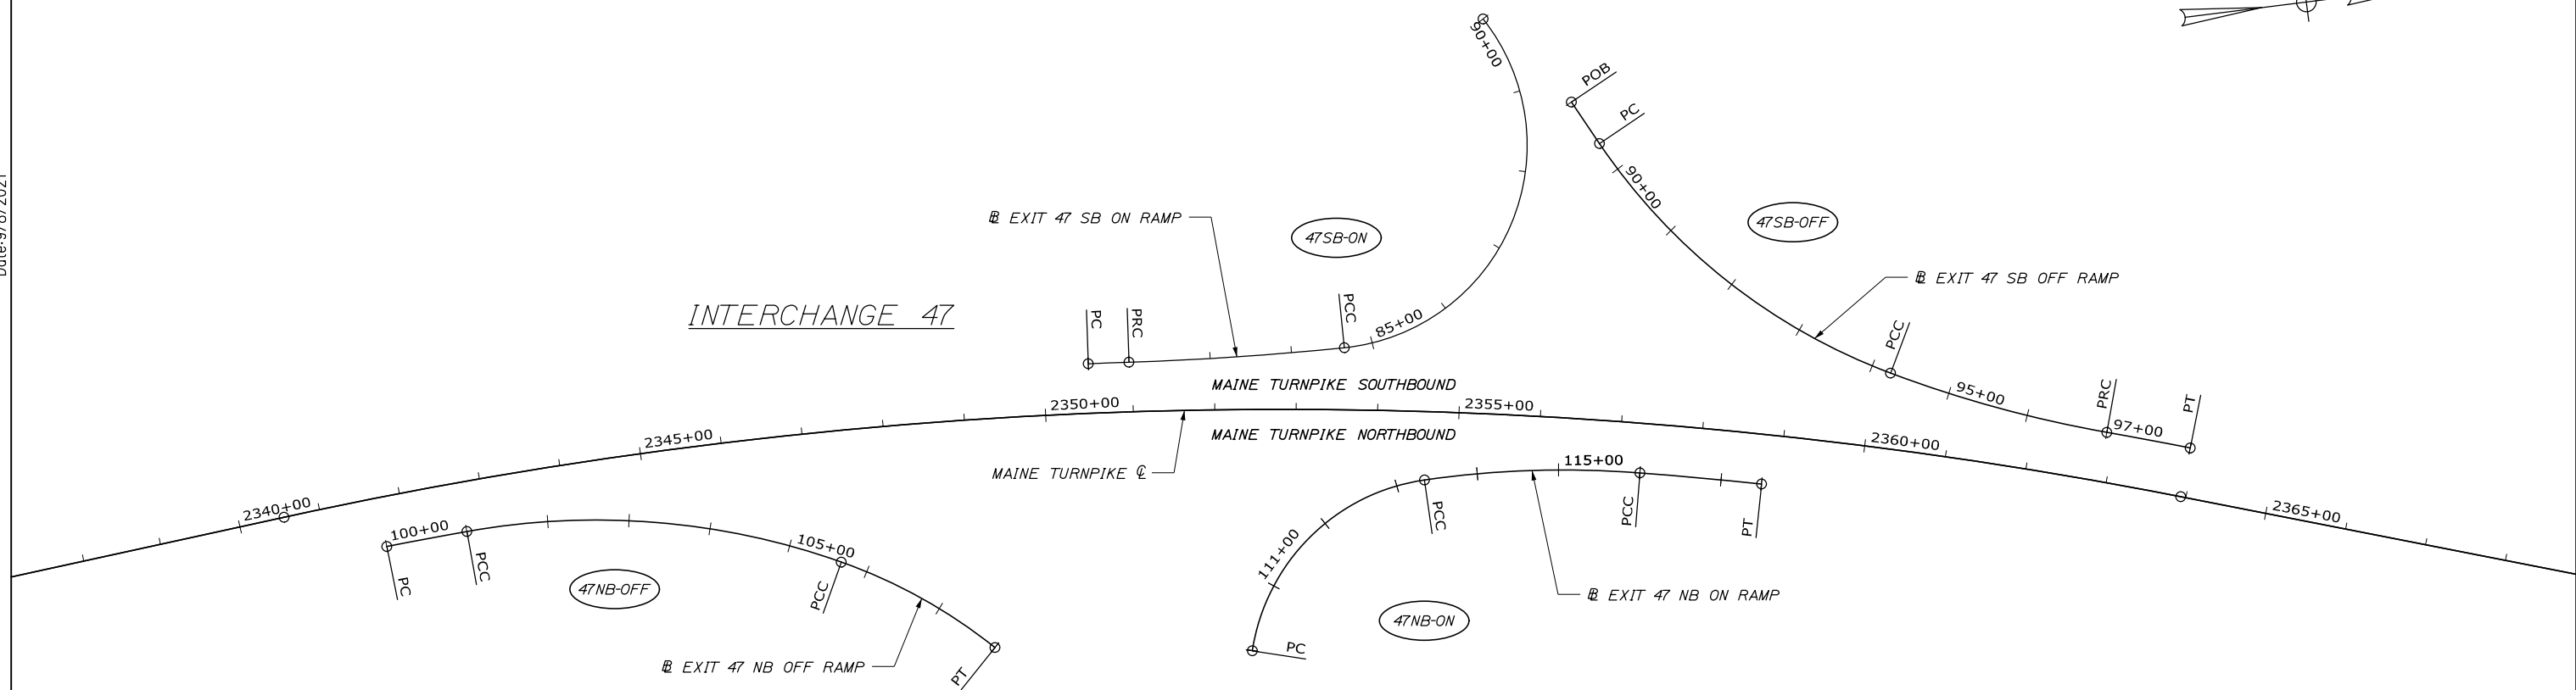 90+00
POB
PC
90+00
BL EXIT 47 SB ON RAMP
47SB-ON
47SB-OFF
BL EXIT 47 SB OFF RAMP
INTERCHANGE 47
PC
PRC
PCC
85+00
PCC
95+00
PRC
97+00
PT
MAINE TURNPIKE SOUTHBOUND
2350+00
2355+00
MAINE TURNPIKE NORTHBOUND
2345+00
2360+00
MAINE TURNPIKE ℄
115+00
2340+00
2365+00
100+00
105+00
PC
PCC
PCC
PCC
PCC
PT
111+00
47NB-OFF
BL EXIT 47 NB ON RAMP
47NB-ON
PC
BL EXIT 47 NB OFF RAMP
PT